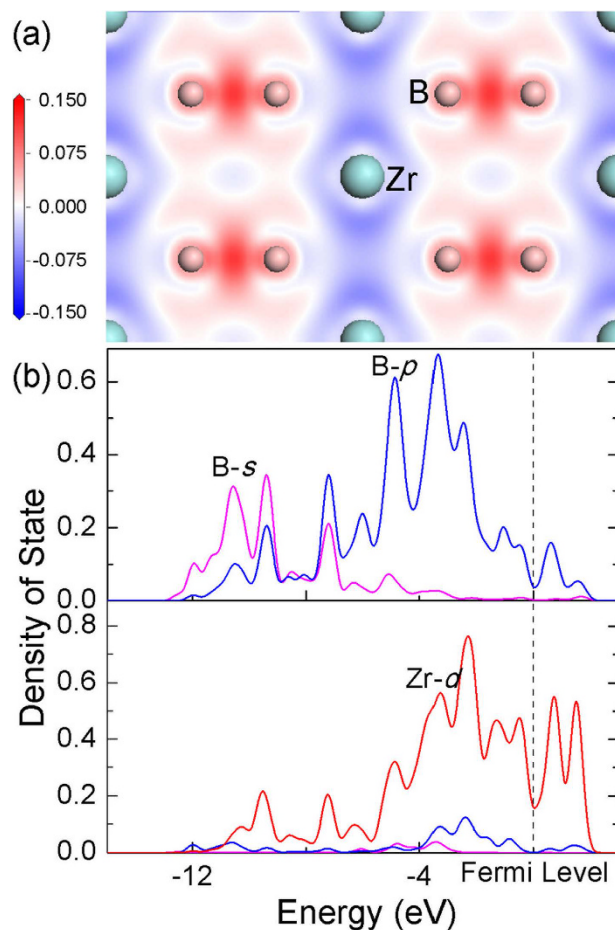 (a)
0.150
0.075
0.000
-0.075
-0.150
B
Zr
(b)
0.6
0.4
0.2
0.0
B-s
B-p
0.8
0.6
0.4
0.2
0.0
Zr-d
Density of State
-12
-4
Fermi Level
Energy (eV)